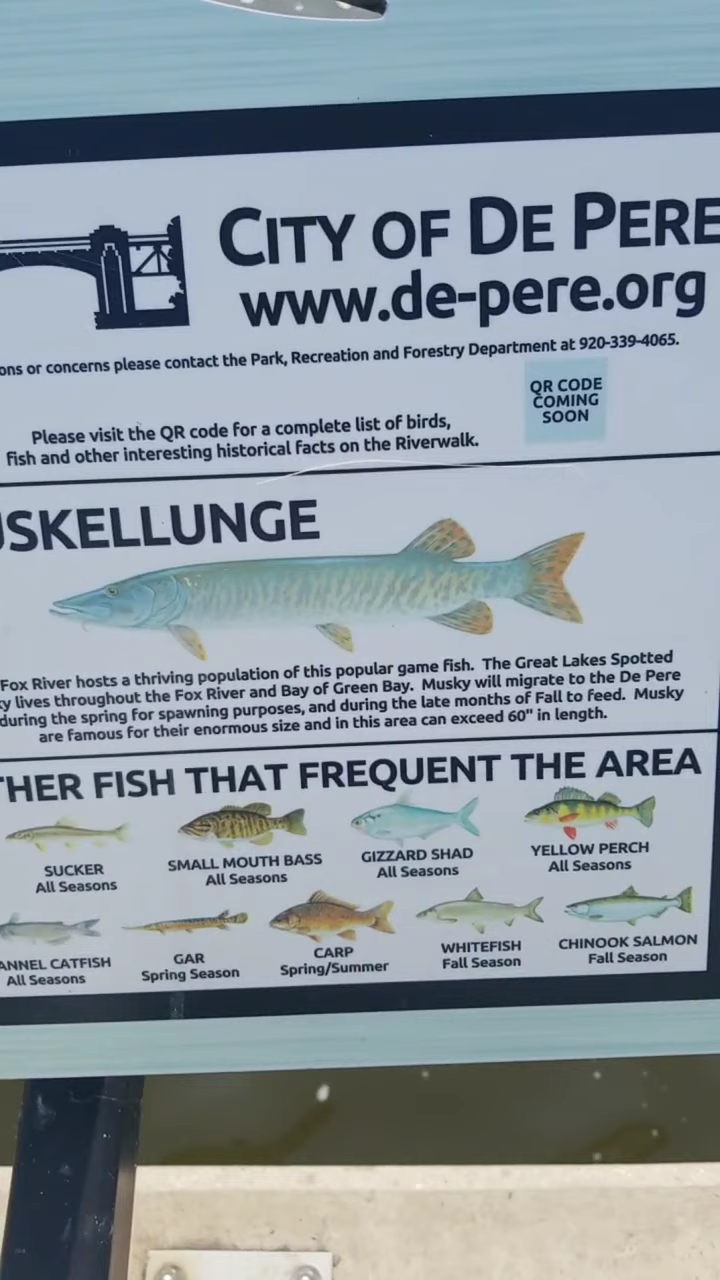 CITY OF DE PERE
www.de-pere.org
ons or concerns please contact the Park, Recreation and Forestry Department at 920-339-4065.
QR CODE
COMING
SOON
Please visit the QR code for a complete list of birds,
fish and other interesting historical facts on the Riverwalk.
USKELLUNGE
Fox River hosts a thriving population of this popular game fish. The Great Lakes Spotted
ky lives throughout the Fox River and Bay of Green Bay. Musky will migrate to the De Pere
during the spring for spawning purposes, and during the late months of Fall to feed. Musky
are famous for their enormous size and in this area can exceed 60" in length.
THER FISH THAT FREQUENT THE AREA
SUCKER
All Seasons
SMALL MOUTH BASS
All Seasons
GIZZARD SHAD
All Seasons
YELLOW PERCH
All Seasons
ANNEL CATFISH
All Seasons
GAR
Spring Season
CARP
Spring/Summer
WHITEFISH
Fall Season
CHINOOK SALMON
Fall Season